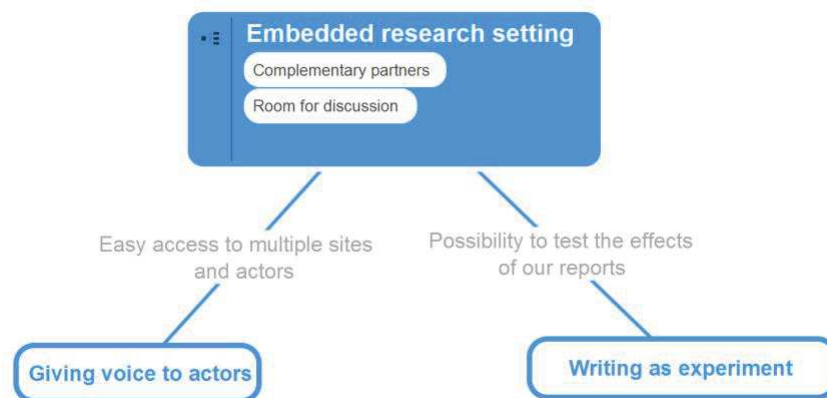 Embedded research setting
Complementary partners
Room for discussion
Easy access to multiple sites
and actors
Possibility to test the effects
of our reports
Giving voice to actors
Writing as experiment